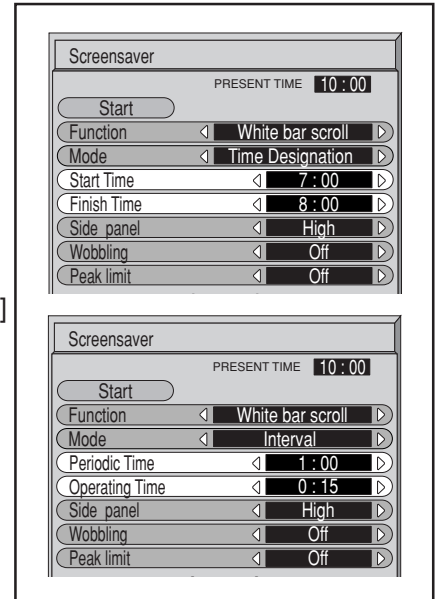 Screensaver
PRESENT TIME 10 : 00
Start
Function White bar scroll
Mode Time Designation
Start Time 7 : 00
Finish Time 8 : 00
Side panel High
Wobbling Off
Peak limit Off
]
Screensaver
PRESENT TIME 10 : 00
Start
Function White bar scroll
Mode Interval
Periodic Time 1 : 00
Operating Time 0 : 15
Side panel High
Wobbling Off
Peak limit Off